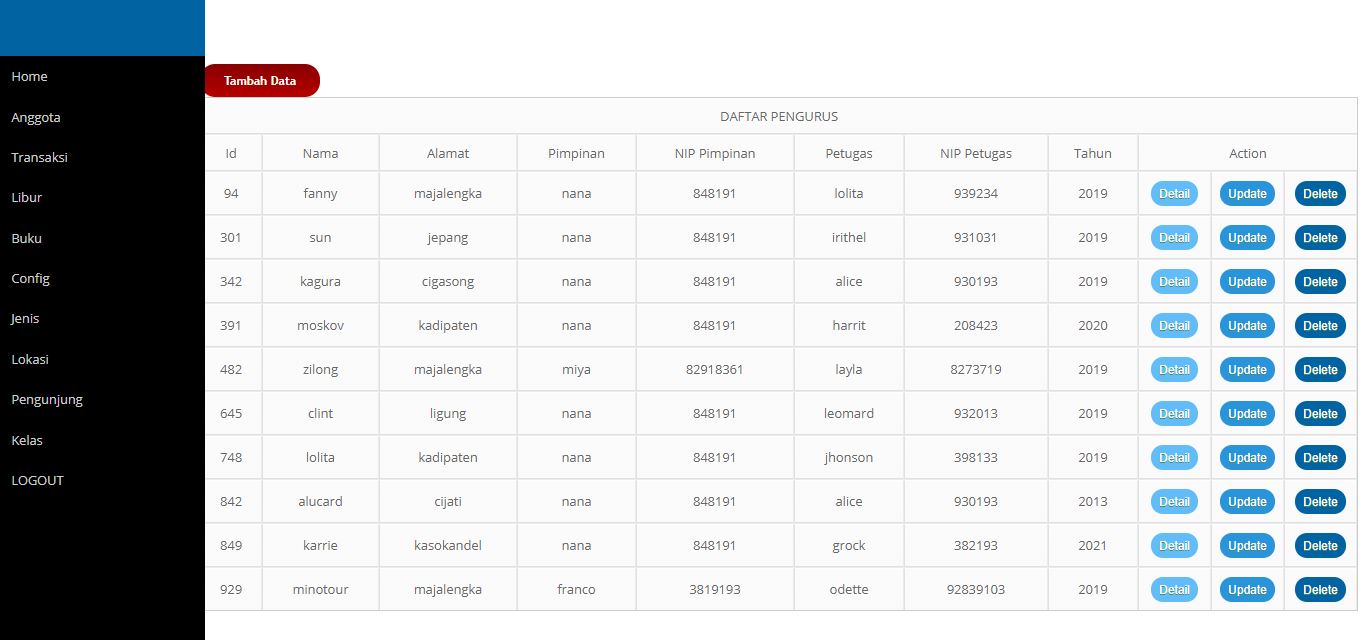 Home
Anggota
Transaksi
Libur
Buku
Config
Jenis
Lokasi
Pengunjung
Kelas
LOGOUT
Tambah Data
DAFTAR PENGURUS
Id Nama Alamat Pimpinan NIP Pimpinan Petugas NIP Petugas Tahun Action
94 fanny majalengka nana 848191 lolita 939234 2019 Detail Update Delete
301 sun jepang nana 848191 irithel 931031 2019 Detail Update Delete
342 kagura cigasong nana 848191 alice 930193 2019 Detail Update Delete
391 moskov kadipaten nana 848191 harrit 208423 2020 Detail Update Delete
482 zilong majalengka miya 82918361 layla 8273719 2019 Detail Update Delete
645 clint ligung nana 848191 leomard 932013 2019 Detail Update Delete
748 lolita kadipaten nana 848191 jhonson 398133 2019 Detail Update Delete
842 alucard cijati nana 848191 alice 930193 2013 Detail Update Delete
849 karrie kasokandel nana 848191 grock 382193 2021 Detail Update Delete
929 minotour majalengka franco 3819193 odette 92839103 2019 Detail Update Delete